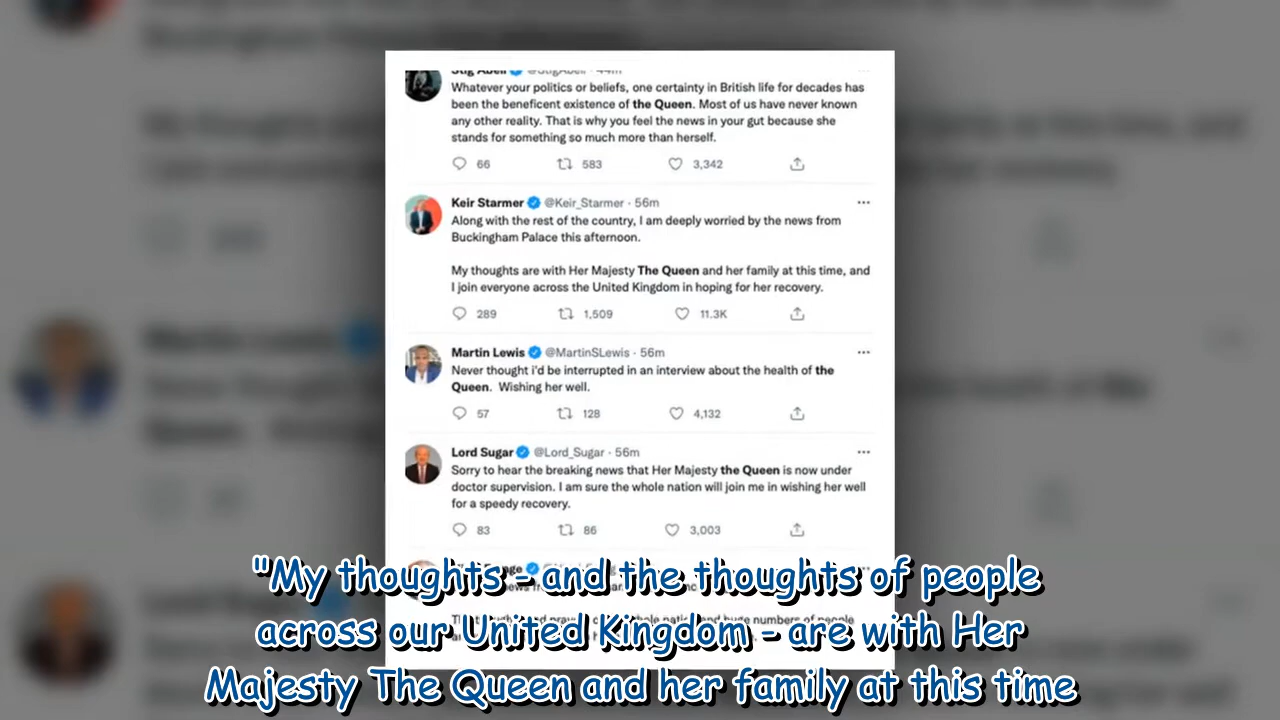 Stig Abell @StigAbell · 44m
Whatever your politics or beliefs, one certainty in British life for decades has
been the beneficent existence of the Queen. Most of us have never known
any other reality. That is why you feel the news in your gut because she
stands for something so much more than herself.
66 583 3,342
Keir Starmer @Keir_Starmer · 56m
Along with the rest of the country, I am deeply worried by the news from
Buckingham Palace this afternoon.
My thoughts are with Her Majesty The Queen and her family at this time, and
I join everyone across the United Kingdom in hoping for her recovery.
289 1,509 11.3K
Martin Lewis @MartinSLewis · 56m
Never thought i'd be interrupted in an interview about the health of the
Queen. Wishing her well.
57 128 4,132
Lord Sugar @Lord_Sugar · 56m
Sorry to hear the breaking news that Her Majesty the Queen is now under
doctor supervision. I am sure the whole nation will join me in wishing her well
for a speedy recovery.
83 86 3,003
"My thoughts - and the thoughts of people
across our United Kingdom - are with Her
Majesty The Queen and her family at this time